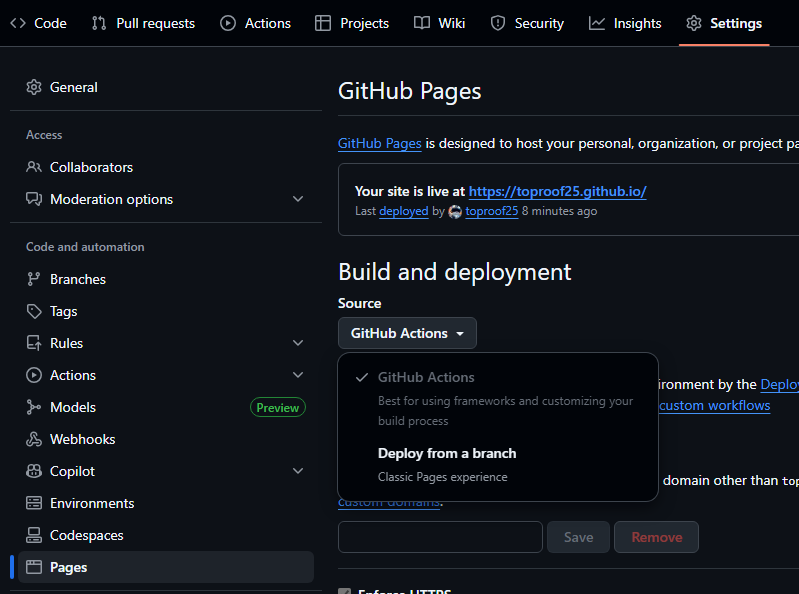 Code Pull requests Actions Projects Wiki Security Insights Settings
General
Access
Collaborators
Moderation options
Code and automation
Branches
Tags
Rules
Actions
Models Preview
Webhooks
Copilot
Environments
Codespaces
Pages
GitHub Pages
GitHub Pages is designed to host your personal, organization, or project pa
Your site is live at https://toproof25.github.io/
Last deployed by toproof25 8 minutes ago
Build and deployment
Source
GitHub Actions
GitHub Actions
Best for using frameworks and customizing your
build process
Deploy from a branch
Classic Pages experience
ironment by the Deploy
custom workflows
domain other than top
custom domains.
Save Remove
Enforce HTTPS